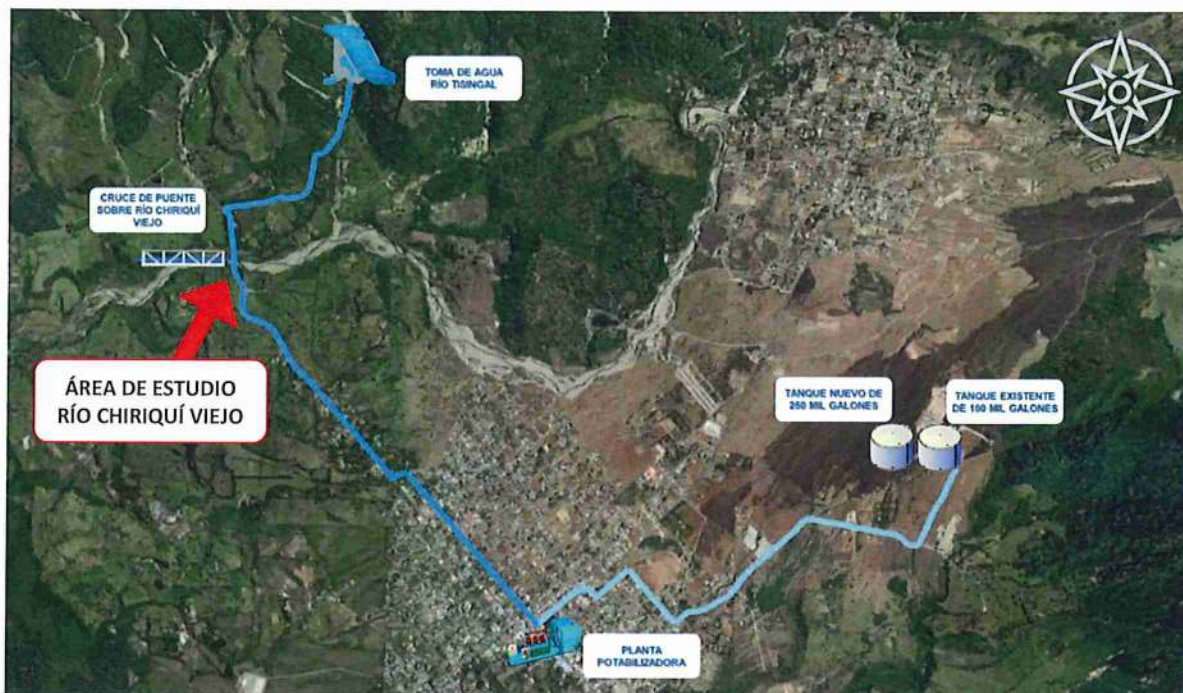 TOMA DE AGUA
RÍO TISINGAL
CRUCE DE PUENTE
SOBRE RÍO CHIRIQUÍ
VIEJO
ÁREA DE ESTUDIO
RÍO CHIRIQUÍ VIEJO
TANQUE NUEVO DE
250 MIL GALONES
TANQUE EXISTENTE
DE 100 MIL GALONES
PLANTA
POTABILIZADORA